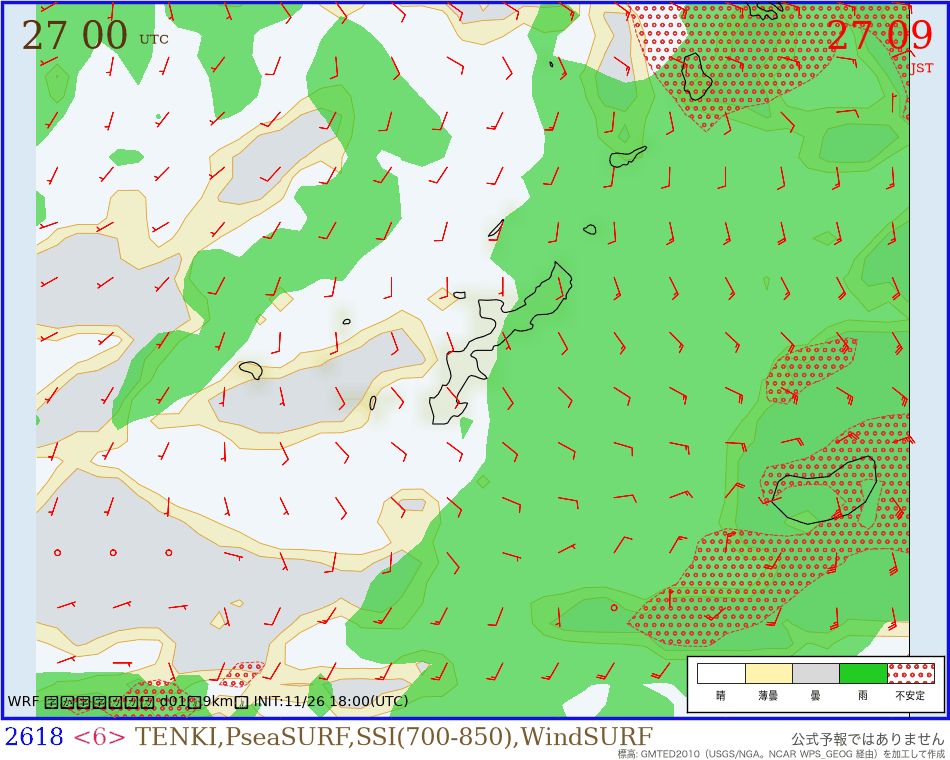 27 00 UTC
27 09
JST
晴 薄曇 曇 雨 不安定
WRF d01 9km INIT:11/26 18:00(UTC)
2618 <6> TENKI,PseaSURF,SSI(700-850),WindSURF
公式予報ではありません
標高: GMTED2010（USGS/NGA。NCAR WPS_GEOG 経由）を加工して作成